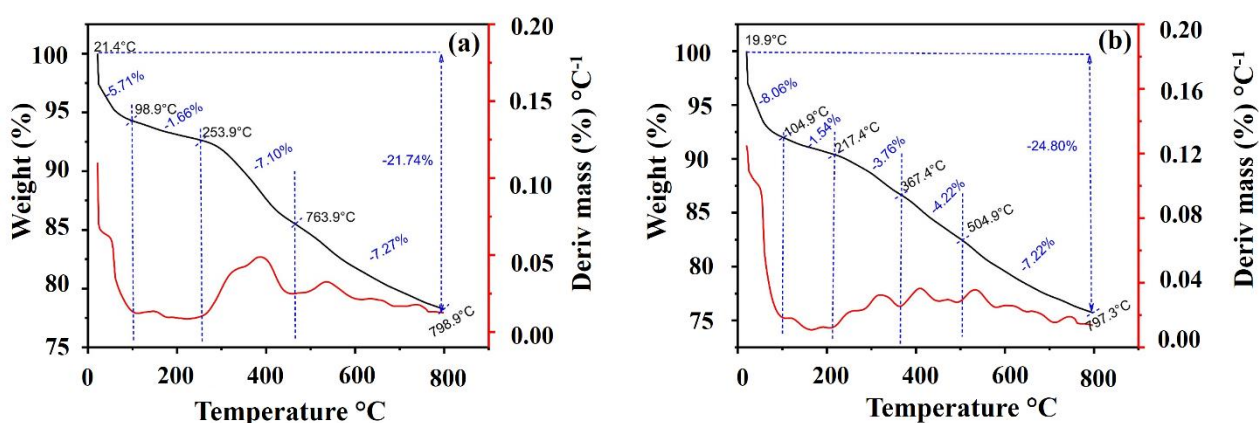 (a)
Weight (%)
100
95
90
85
80
75
21.4°C
-5.71%
98.9°C
-1.66%
253.9°C
-7.10%
763.9°C
-7.27%
-21.74%
798.9°C
0.20
0.15
0.10
0.05
0.00
Deriv mass (%) °C-1
0 200 400 600 800
Temperature °C
(b)
Weight (%)
100
95
90
85
80
75
19.9°C
-8.06%
104.9°C
-1.54%
217.4°C
-3.76%
367.4°C
-4.22%
504.9°C
-7.22%
-24.80%
797.3°C
0.20
0.16
0.12
0.08
0.04
0.00
Deriv mass (%) °C-1
0 200 400 600 800
Temperature °C